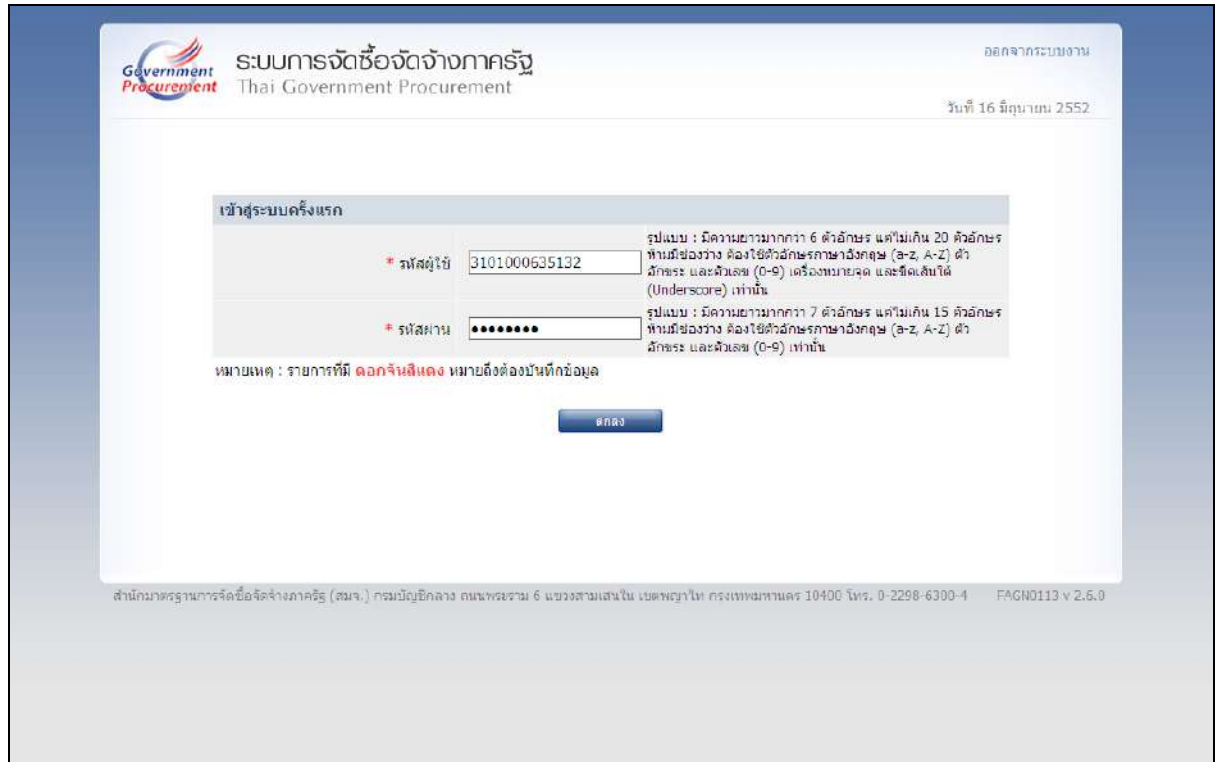 ออกจากระบบงาน
Government
Procurement
ระบบการจัดซื้อจัดจ้างภาครัฐ
Thai Government Procurement
วันที่ 16 มิถุนายน 2552
เข้าสู่ระบบครั้งแรก
* รหัสผู้ใช้
3101000635132
รูปแบบ : มีความยาวมากกว่า 6 ตัวอักษร แต่ไม่เกิน 20 ตัวอักษร
ห้ามมีช่องว่าง ต้องใช้ตัวอักษรภาษาอังกฤษ (a-z, A-Z) ตัว
อักขระ และตัวเลข (0-9) เครื่องหมายจุด และขีดเส้นใต้
(Underscore) เท่านั้น
* รหัสผ่าน
●●●●●●●●
รูปแบบ : มีความยาวมากกว่า 7 ตัวอักษร แต่ไม่เกิน 15 ตัวอักษร
ห้ามมีช่องว่าง ต้องใช้ตัวอักษรภาษาอังกฤษ (a-z, A-Z) ตัว
อักขระ และตัวเลข (0-9) เท่านั้น
หมายเหตุ : รายการที่มี ดอกจันสีแดง หมายถึงต้องบันทึกข้อมูล
ตกลง
สำนักมาตรฐานการจัดซื้อจัดจ้างภาครัฐ (สมจ.) กรมบัญชีกลาง ถนนพระราม 6 แขวงสามเสนใน เขตพญาไท กรุงเทพมหานคร 10400 โทร. 0-2298-6300-4 FAGN0113 v 2.6.0